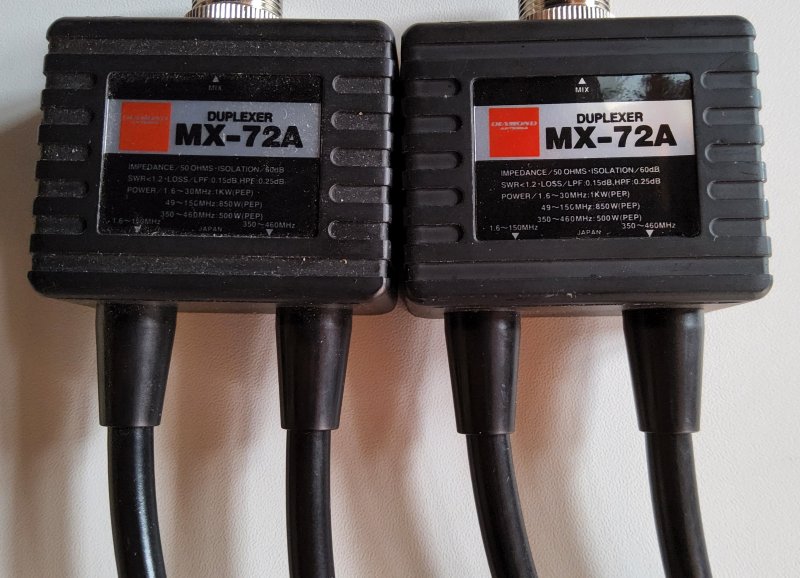 ▲
MIX
DIAMOND
ANTENNA
DUPLEXER
MX-72A
IMPEDANCE/50 OHMS·ISOLATION/60dB
SWR<1.2·LOSS/LPF:0.15dB,HPF:0.25dB
POWER/1.6~30MHz:1KW(PEP)
49~150MHz:850W(PEP)
350~460MHz:500W(PEP)
1.6~150MHz 350~460MHz
▼ JAPAN ▼
▲
MIX
DIAMOND
ANTENNA
DUPLEXER
MX-72A
IMPEDANCE/50 OHMS·ISOLATION/60dB
SWR<1.2·LOSS/LPF:0.15dB,HPF:0.25dB
POWER/1.6~30MHz:1KW(PEP)
49~150MHz:850W(PEP)
350~460MHz:500W(PEP)
1.6~150MHz 350~460MHz
▼ JAPAN ▼